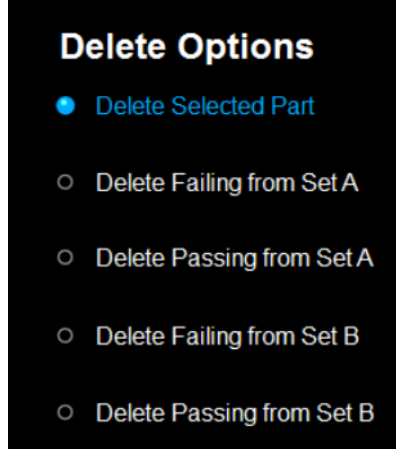 Delete Options
Delete Selected Part
Delete Failing from Set A
Delete Passing from Set A
Delete Failing from Set B
Delete Passing from Set B